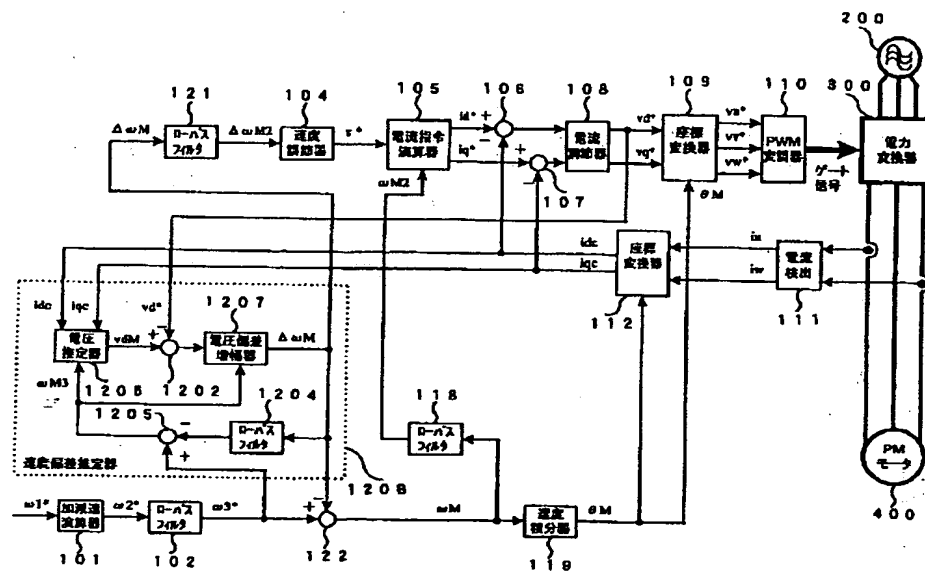 200
300
121
104
105
106
108
109
110
ΔωM
ローパス
フィルタ
ΔωM2
速度
調節器
τ*
電流指令
演算器
id*
iq*
+
−
+
−
電流
調節器
vd*
vq*
座標
変換器
vu*
vv*
vw*
PWM
変調器
ゲート
信号
電力
変換器
107
ωM2
θM
idc
iqc
座標
変換器
112
iu
iw
電流
検出
111
idc
iqc
vd*
1207
電圧
推定器
vdM
+
−
電圧偏差
増幅器
ΔωM
1206
1202
1204
ωM3
1205
−
+
ローパス
フィルタ
118
ローパス
フィルタ
速度偏差推定器
1208
PM
モータ
400
ω1*
加減速
演算器
ω2*
ローパス
フィルタ
ω3*
+
−
ωM
速度
積分器
θM
101
102
122
119